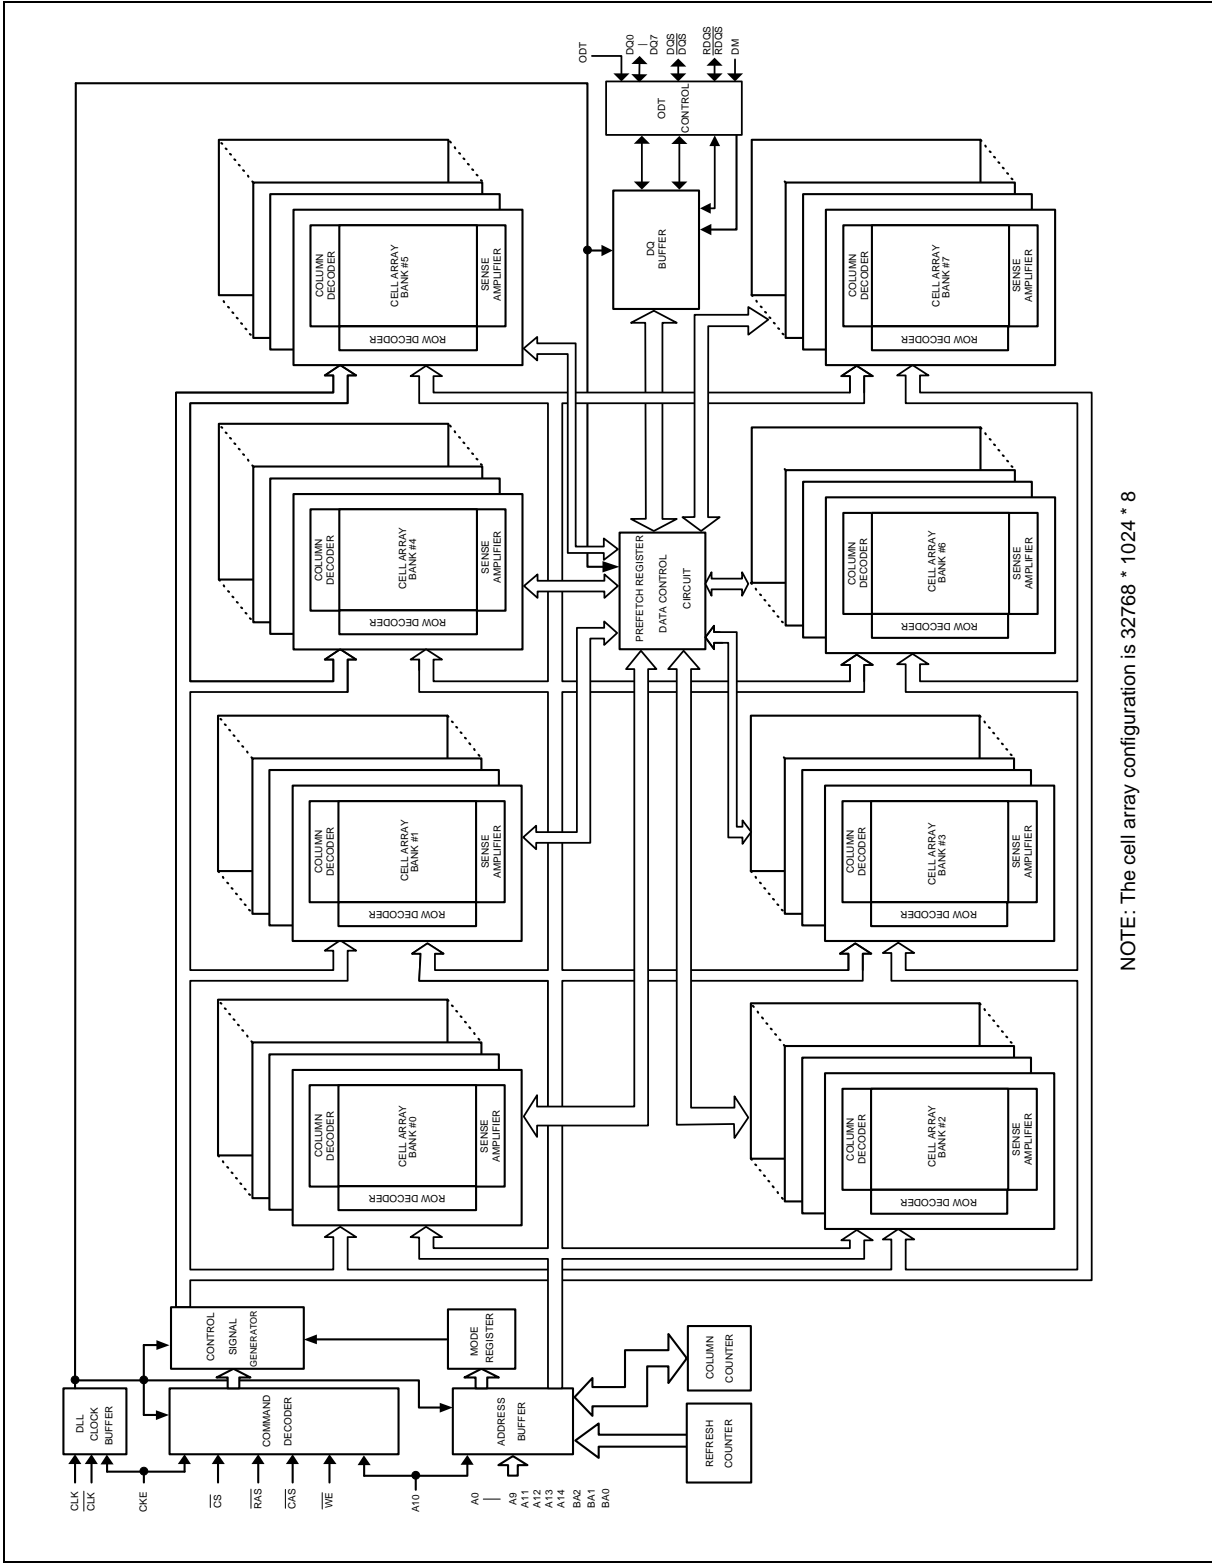 CLK
CLK
CKE
CS
RAS
CAS
WE
A10
A0
A9
A11
A12
A13
A14
BA2
BA1
BA0
DLL
CLOCK
BUFFER
COMMAND
DECODER
ADDRESS
BUFFER
REFRESH
COUNTER
COLUMN
COUNTER
CONTROL
SIGNAL
GENERATOR
MODE
REGISTER
COLUMN
DECODER
CELL ARRAY
BANK #0
SENSE
AMPLIFIER
ROW DECODER
COLUMN
DECODER
CELL ARRAY
BANK #1
SENSE
AMPLIFIER
ROW DECODER
COLUMN
DECODER
CELL ARRAY
BANK #4
SENSE
AMPLIFIER
ROW DECODER
COLUMN
DECODER
CELL ARRAY
BANK #5
SENSE
AMPLIFIER
ROW DECODER
PREFETCH REGISTER
DATA CONTROL
CIRCUIT
DQ
BUFFER
ODT
CONTROL
ODT
DQ0
DQ7
DQS
DQS
RDQS
RDQS
DM
COLUMN
DECODER
CELL ARRAY
BANK #2
SENSE
AMPLIFIER
ROW DECODER
COLUMN
DECODER
CELL ARRAY
BANK #3
SENSE
AMPLIFIER
ROW DECODER
COLUMN
DECODER
CELL ARRAY
BANK #6
SENSE
AMPLIFIER
ROW DECODER
COLUMN
DECODER
CELL ARRAY
BANK #7
SENSE
AMPLIFIER
ROW DECODER
NOTE: The cell array configuration is 32768 * 1024 * 8